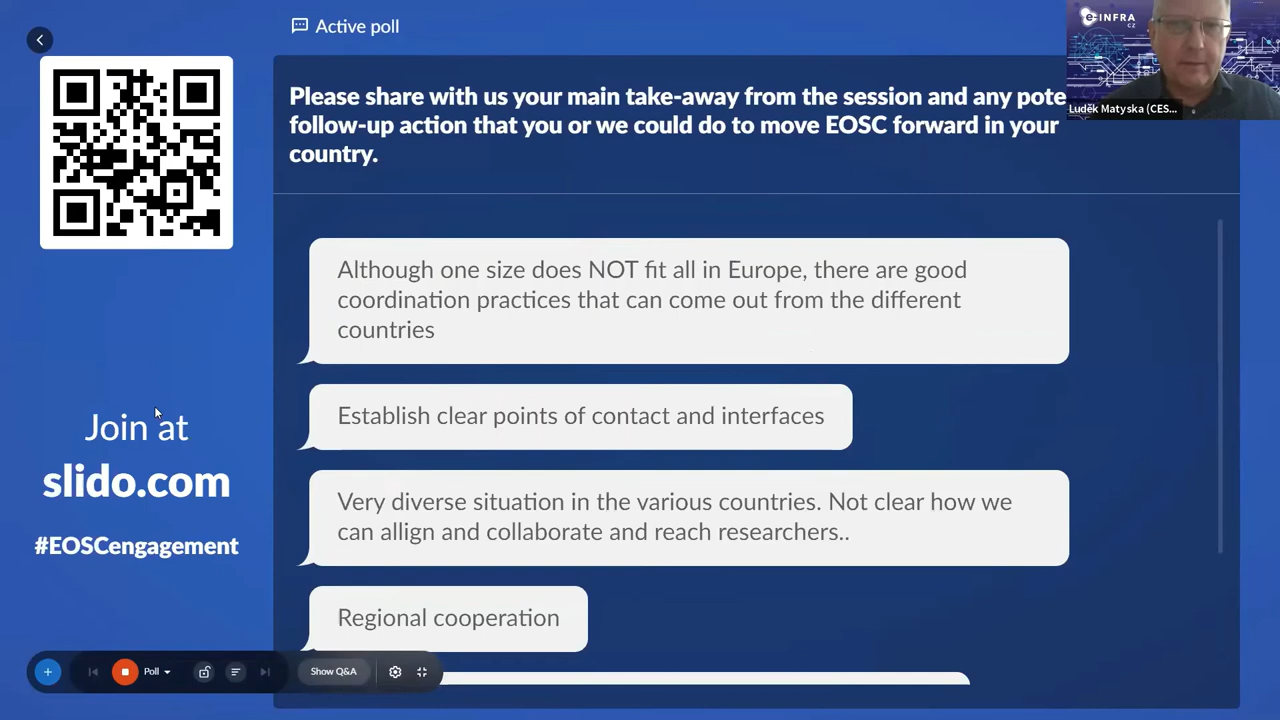 Active poll
e-INFRA
CZ
Please share with us your main take-away from the session and any pote
follow-up action that you or we could do to move EOSC forward in your
country.
Luděk Matyska (CES...
Although one size does NOT fit all in Europe, there are good
coordination practices that can come out from the different
countries
Establish clear points of contact and interfaces
Very diverse situation in the various countries. Not clear how we
can allign and collaborate and reach researchers..
Regional cooperation
Join at
slido.com
#EOSCengagement
Poll
Show Q&A